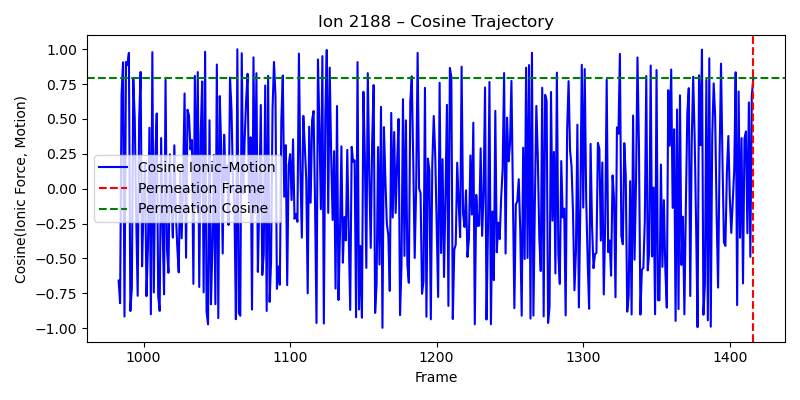 Ion 2188 – Cosine Trajectory
Cosine(Ionic Force, Motion)
1.00
0.75
0.50
0.25
0.00
−0.25
−0.50
−0.75
−1.00
Cosine Ionic–Motion
Permeation Frame
Permeation Cosine
1000
1100
1200
1300
1400
Frame